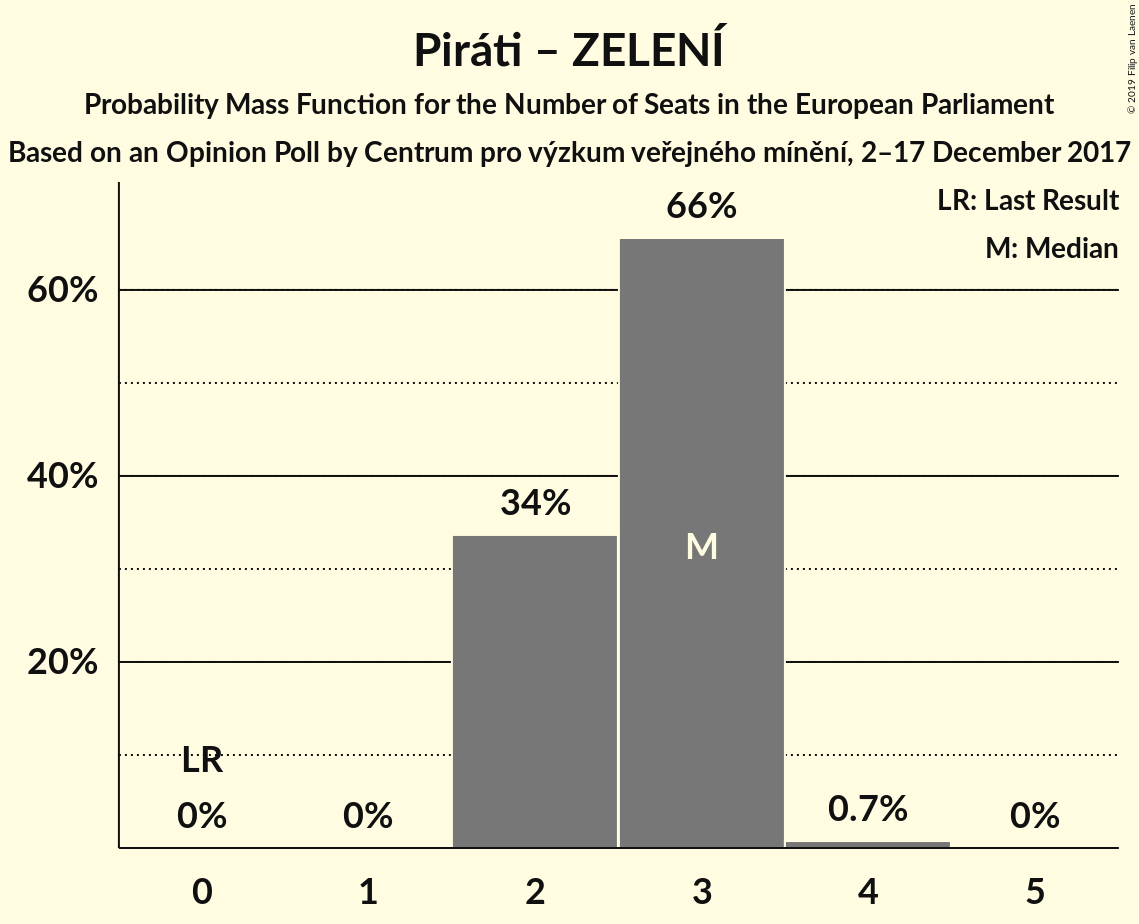 Piráti – ZELENÍ
Probability Mass Function for the Number of Seats in the European Parliament
Based on an Opinion Poll by Centrum pro výzkum veřejného mínění, 2–17 December 2017
© 2019 Filip van Laenen
LR: Last Result
M: Median
66%
60%
40%
34%
M
20%
LR
0%
0%
0.7%
0%
0 1 2 3 4 5